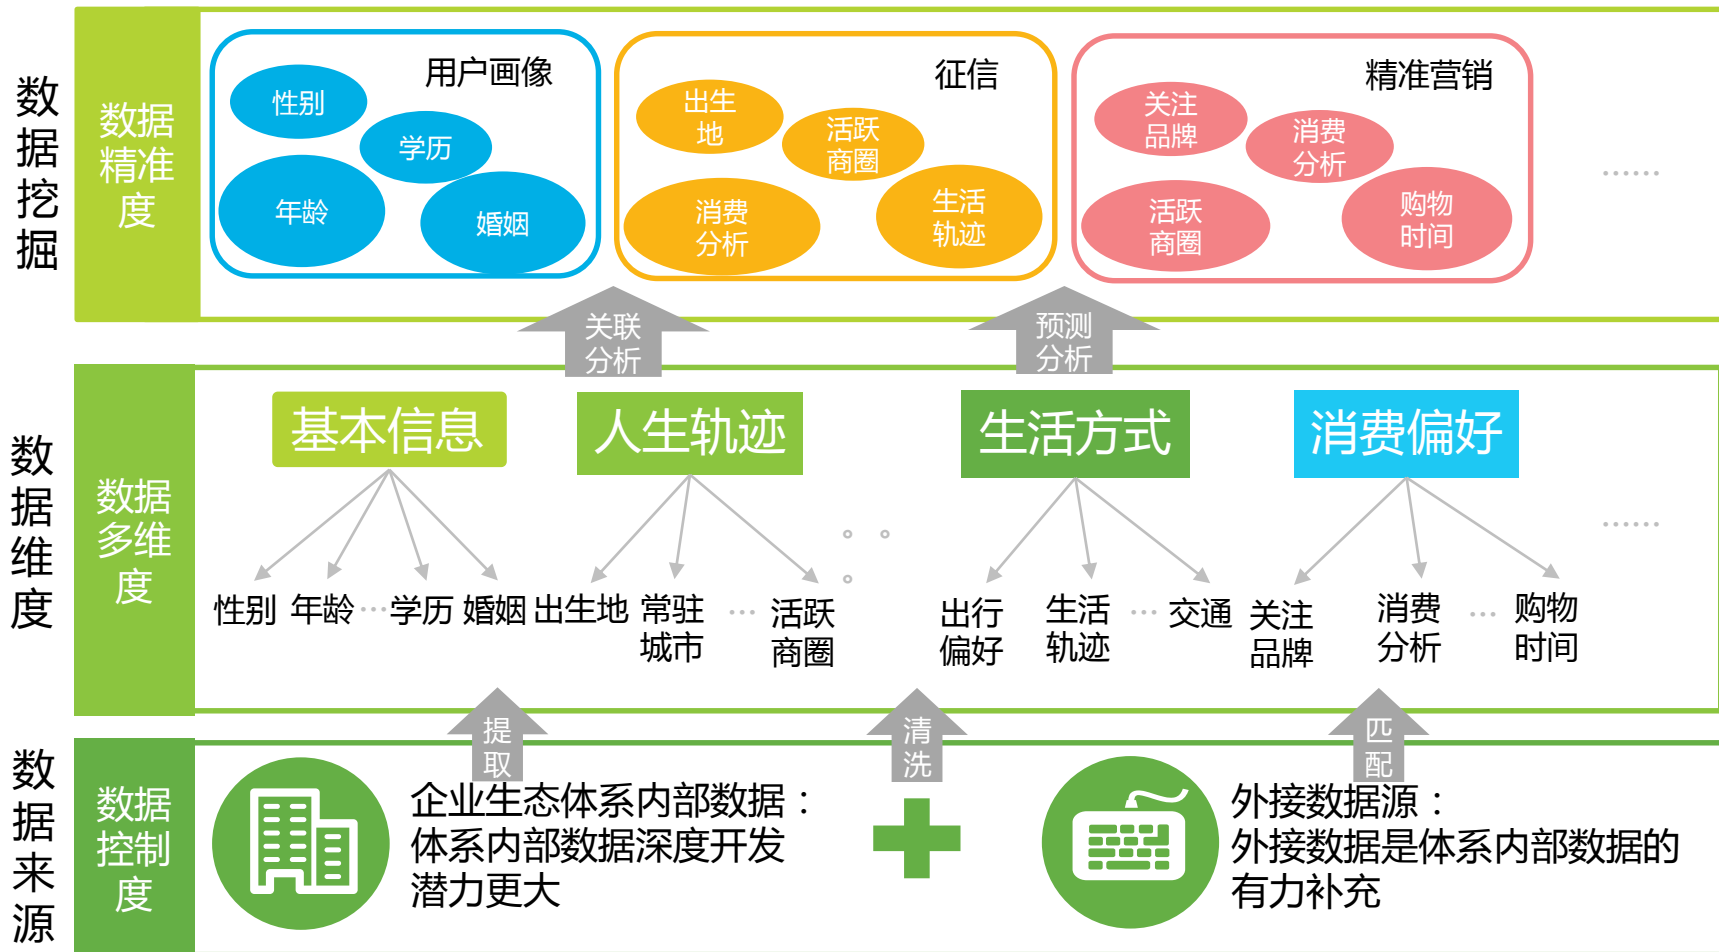 数据挖掘
数据
精准
度
用户画像
性别
学历
年龄
婚姻
征信
出生
地
活跃
商圈
消费
分析
生活
轨迹
精准营销
关注
品牌
消费
分析
活跃
商圈
购物
时间
……
关联
分析
预测
分析
数据维度
数据
多维
度
基本信息
人生轨迹
生活方式
消费偏好
。。
。
……
性别
年龄
…
学历
婚姻
出生地
常驻
城市
…
活跃
商圈
出行
偏好
生活
轨迹
…
交通
关注
品牌
消费
分析
…
购物
时间
提
取
清
洗
匹
配
数据来源
数据
控制
度
企业生态体系内部数据：
体系内部数据深度开发
潜力更大
外接数据源：
外接数据是体系内部数据的
有力补充